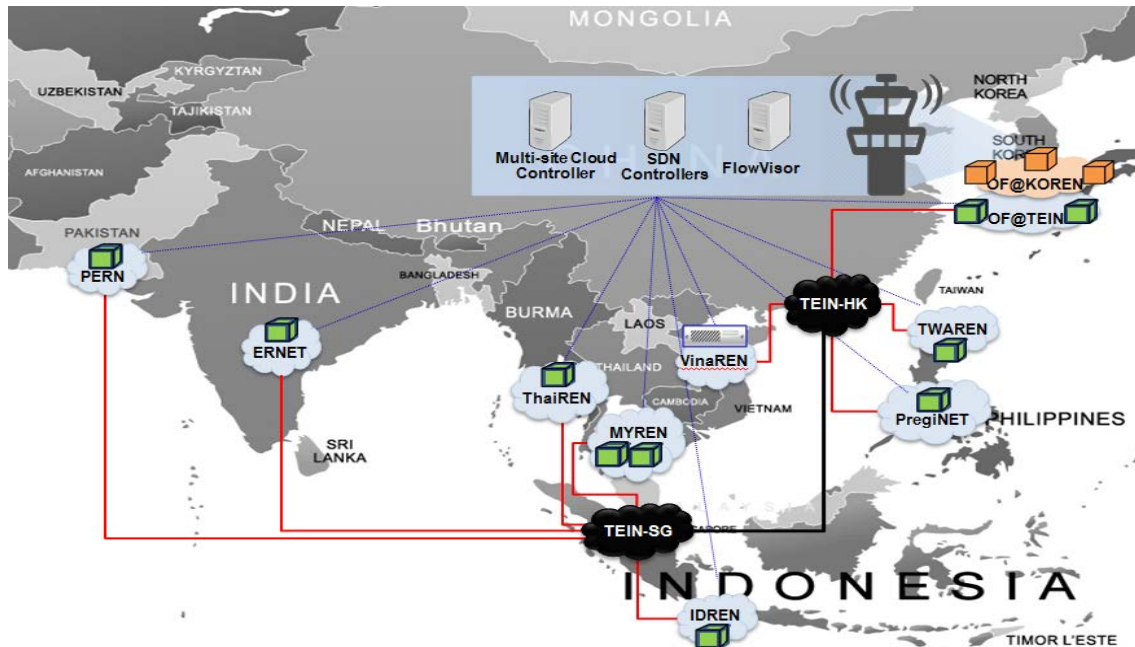 MONGOLIA
KYRGYZTAN
UZBEKISTAN
TAJIKISTAN
NORTH
KOREA
SOUTH
Multi-site Cloud
Controller
SDN
Controllers
FlowVisor
CHINA
AFGHANISTAN
OF@KOREN
OF@TEIN
PAKISTAN
NEPAL
Bhutan
PERN
BANGLADESH
INDIA
TAIWAN
TEIN-HK
BURMA
LAOS
ERNET
TWAREN
VinaREN
THAILAND
ThaiREN
CAMBODIA
VIETNAM
PregiNET
PHILIPPINES
MYREN
SRI
LANKA
TEIN-SG
INDONESIA
IDREN
TIMOR L'ESTE